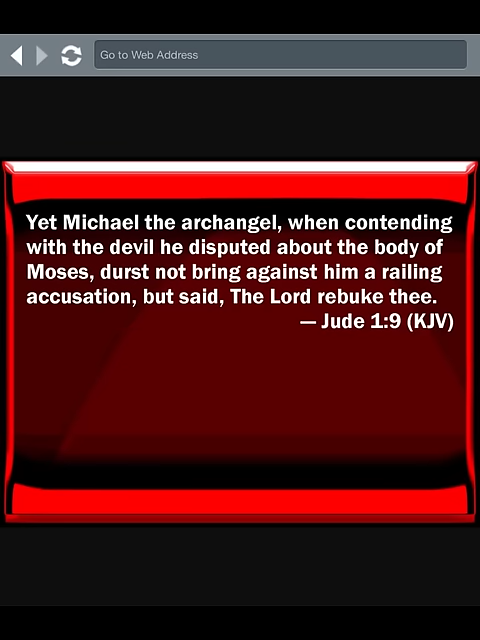 Go to Web Address
Yet Michael the archangel, when contending
with the devil he disputed about the body of
Moses, durst not bring against him a railing
accusation, but said, The Lord rebuke thee.
— Jude 1:9 (KJV)